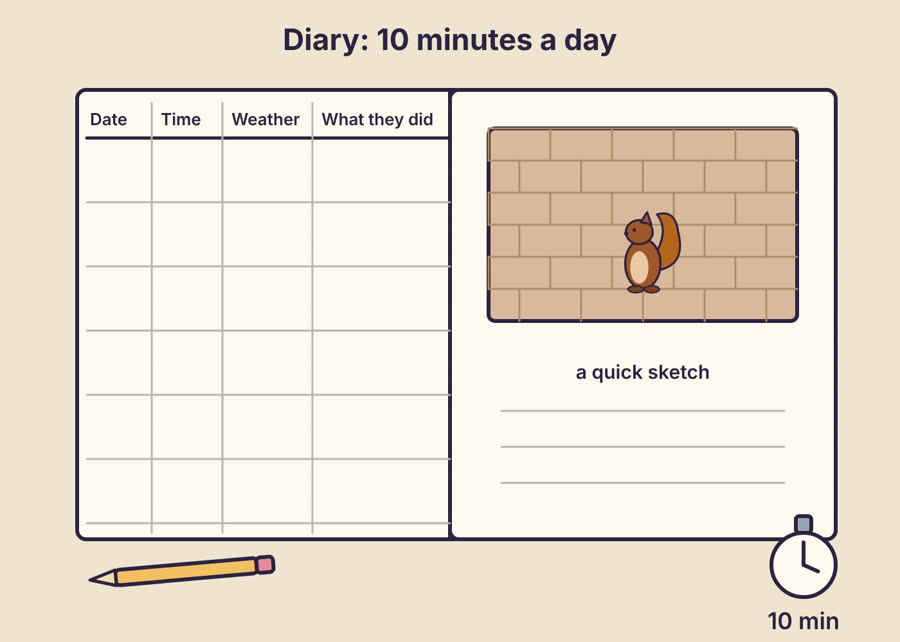 Diary: 10 minutes a day
Date Time Weather What they did
a quick sketch
10 min